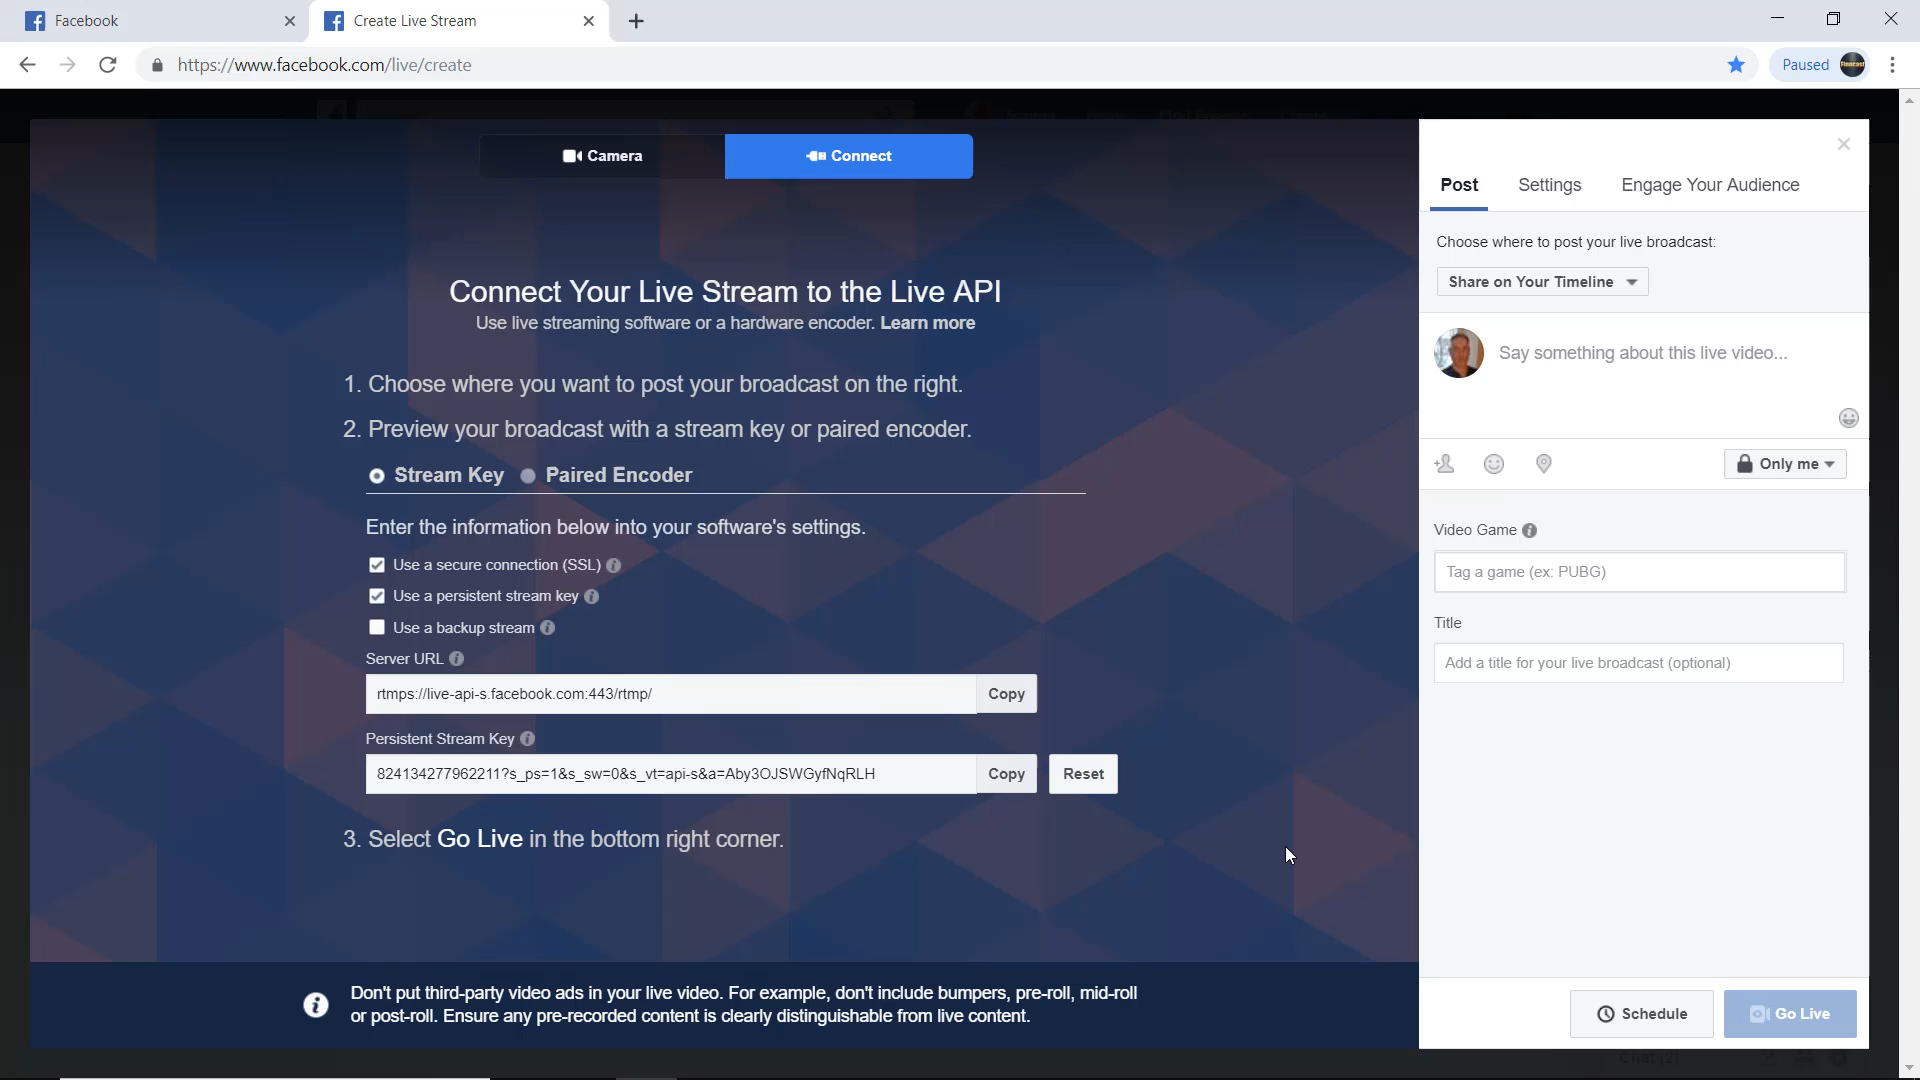 Facebook
Create Live Stream
https://www.facebook.com/live/create
Paused
Camera
Connect
Connect Your Live Stream to the Live API
Use live streaming software or a hardware encoder. Learn more
1. Choose where you want to post your broadcast on the right.
2. Preview your broadcast with a stream key or paired encoder.
Stream Key
Paired Encoder
Enter the information below into your software's settings.
Use a secure connection (SSL)
Use a persistent stream key
Use a backup stream
Server URL
rtmps://live-api-s.facebook.com:443/rtmp/
Copy
Persistent Stream Key
824134277962211?s_ps=1&s_sw=0&s_vt=api-s&a=Aby3OJSWGyfNqRLH
Copy
Reset
3. Select Go Live in the bottom right corner.
Don't put third-party video ads in your live video. For example, don't include bumpers, pre-roll, mid-roll
or post-roll. Ensure any pre-recorded content is clearly distinguishable from live content.
Post
Settings
Engage Your Audience
Choose where to post your live broadcast:
Share on Your Timeline
Say something about this live video...
Only me
Video Game
Tag a game (ex: PUBG)
Title
Add a title for your live broadcast (optional)
Schedule
Go Live